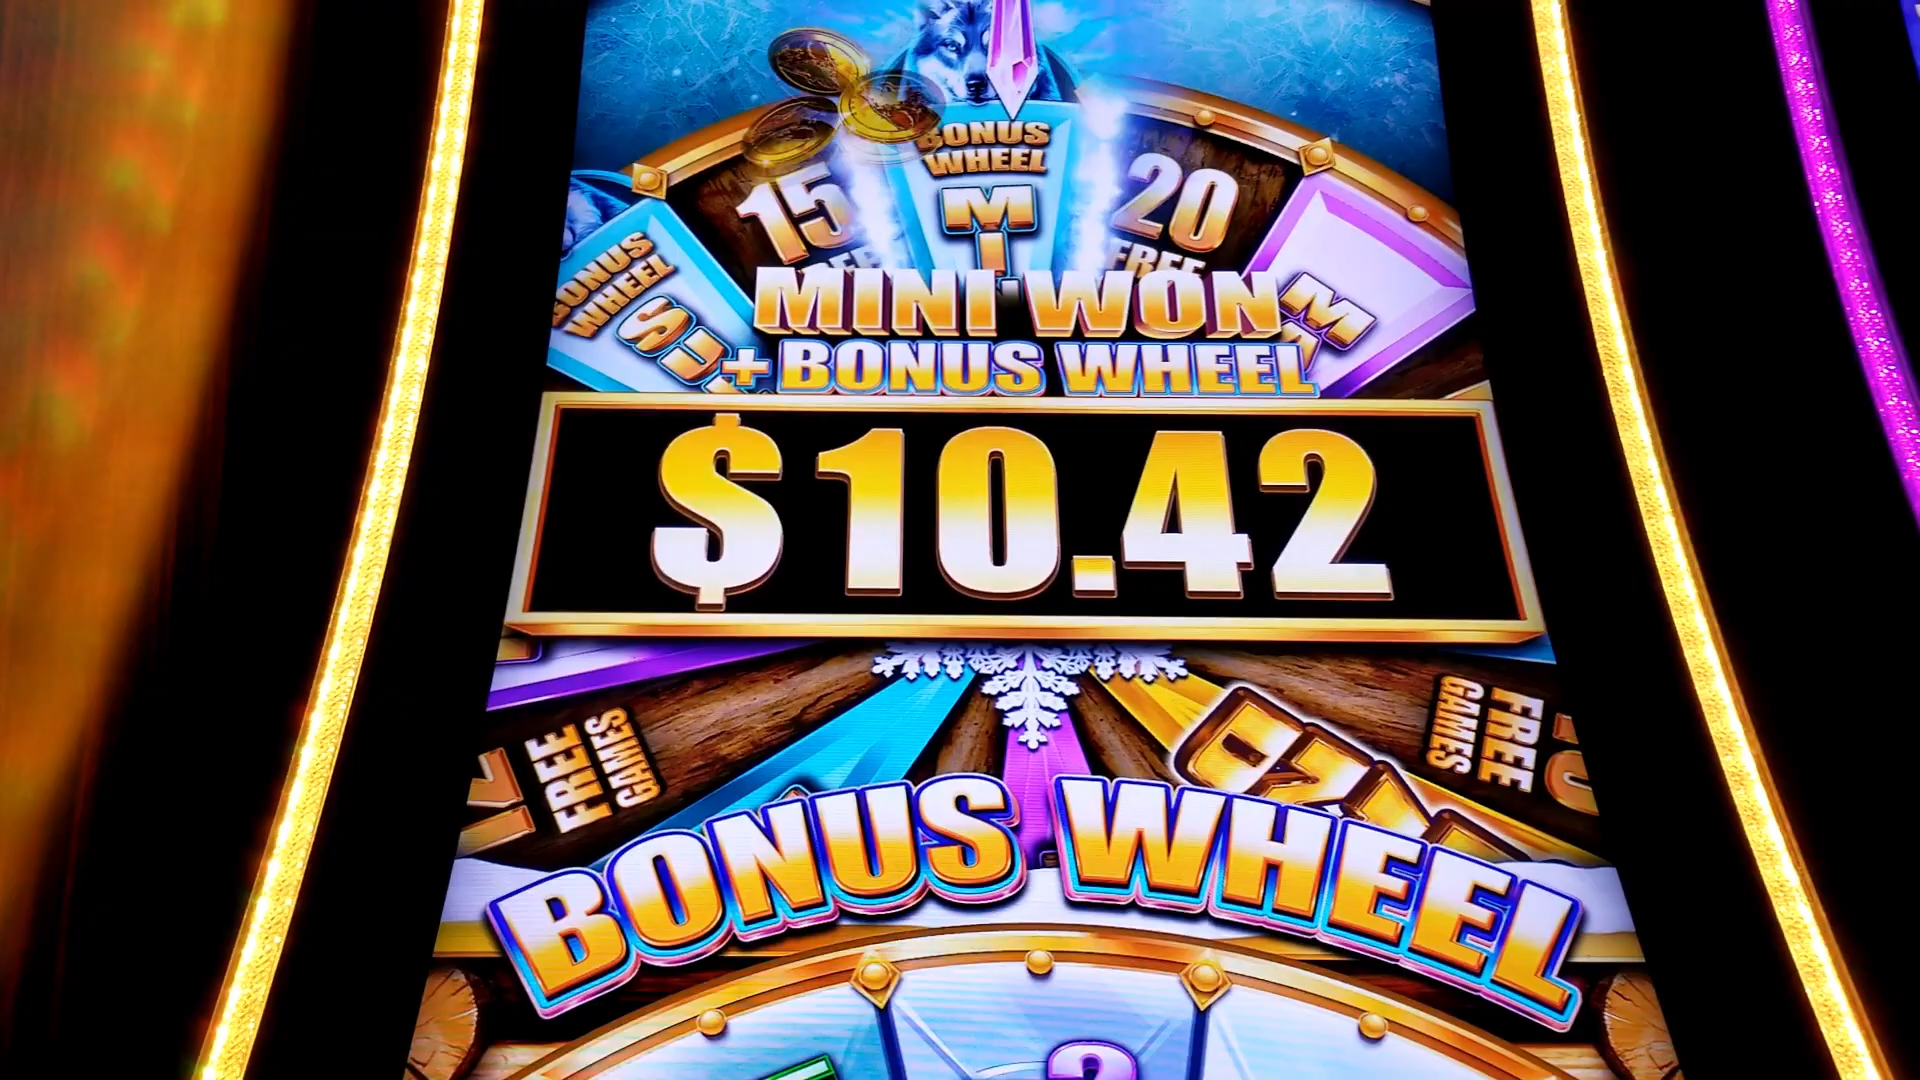 BONUS
WHEEL
MI
15
20
FREE
BONUS
WHEEL
MINI WON
+ BONUS WHEEL
$10.42
FREE
GAMES
FREE
GAMES
BONUS WHEEL